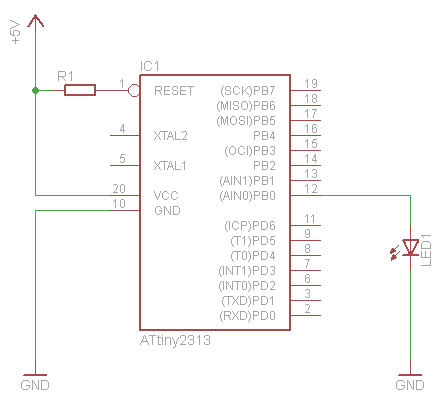 +5V
IC1
R1
1 RESET (SCK)PB7 19
(MISO)PB6 18
(MOSI)PB5 17
4 XTAL2 PB4 16
(OCI)PB3 15
5 XTAL1 PB2 14
(AIN1)PB1 13
20 VCC (AIN0)PB0 12
10 GND
(ICP)PD6 11
(T1)PD5 9
(T0)PD4 8
(INT1)PD3 7
(INT0)PD2 6
(TXD)PD1 3
(RXD)PD0 2
LED1
ATtiny2313
GND GND